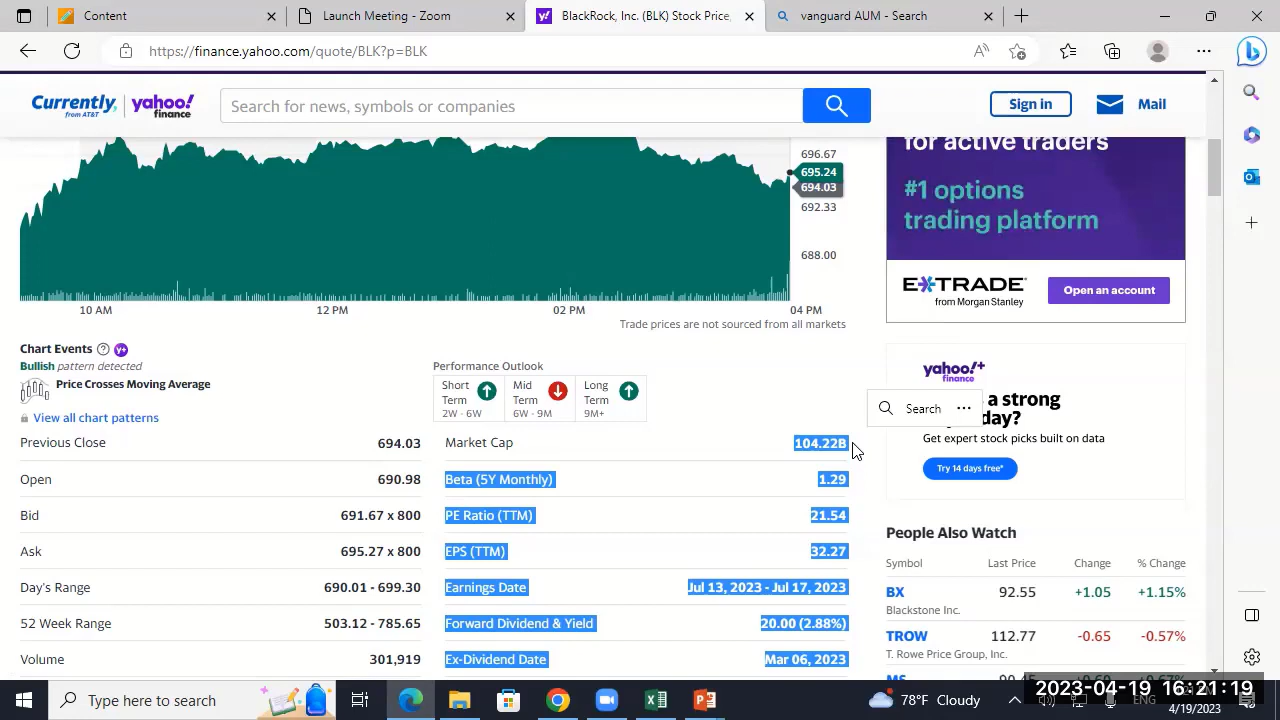 Content
Launch Meeting - Zoom
BlackRock, Inc. (BLK) Stock Price,
vanguard AUM - Search
https://finance.yahoo.com/quote/BLK?p=BLK
Currently,
from AT&T
yahoo!
finance
Search for news, symbols or companies
Sign in
Mail
696.67
695.24
694.03
692.33
688.00
10 AM
12 PM
02 PM
04 PM
Trade prices are not sourced from all markets
for active traders
#1 options
trading platform
E*TRADE
from Morgan Stanley
Open an account
Chart Events
Bullish pattern detected
Price Crosses Moving Average
View all chart patterns
Performance Outlook
Short Term
2W - 6W
Mid Term
6W - 9M
Long Term
9M+
Previous Close 694.03
Open 690.98
Bid 691.67 x 800
Ask 695.27 x 800
Day's Range 690.01 - 699.30
52 Week Range 503.12 - 785.65
Volume 301,919
Market Cap 104.22B
Beta (5Y Monthly) 1.29
PE Ratio (TTM) 21.54
EPS (TTM) 32.27
Earnings Date Jul 13, 2023 - Jul 17, 2023
Forward Dividend & Yield 20.00 (2.88%)
Ex-Dividend Date Mar 06, 2023
Search
yahoo!+
finance
a strong
day?
Get expert stock picks built on data
Try 14 days free*
People Also Watch
Symbol Last Price Change % Change
BX 92.55 +1.05 +1.15%
Blackstone Inc.
TROW 112.77 -0.65 -0.57%
T. Rowe Price Group, Inc.
Type here to search
78°F Cloudy
ENG
2023-04-19 16:21:19
4/19/2023